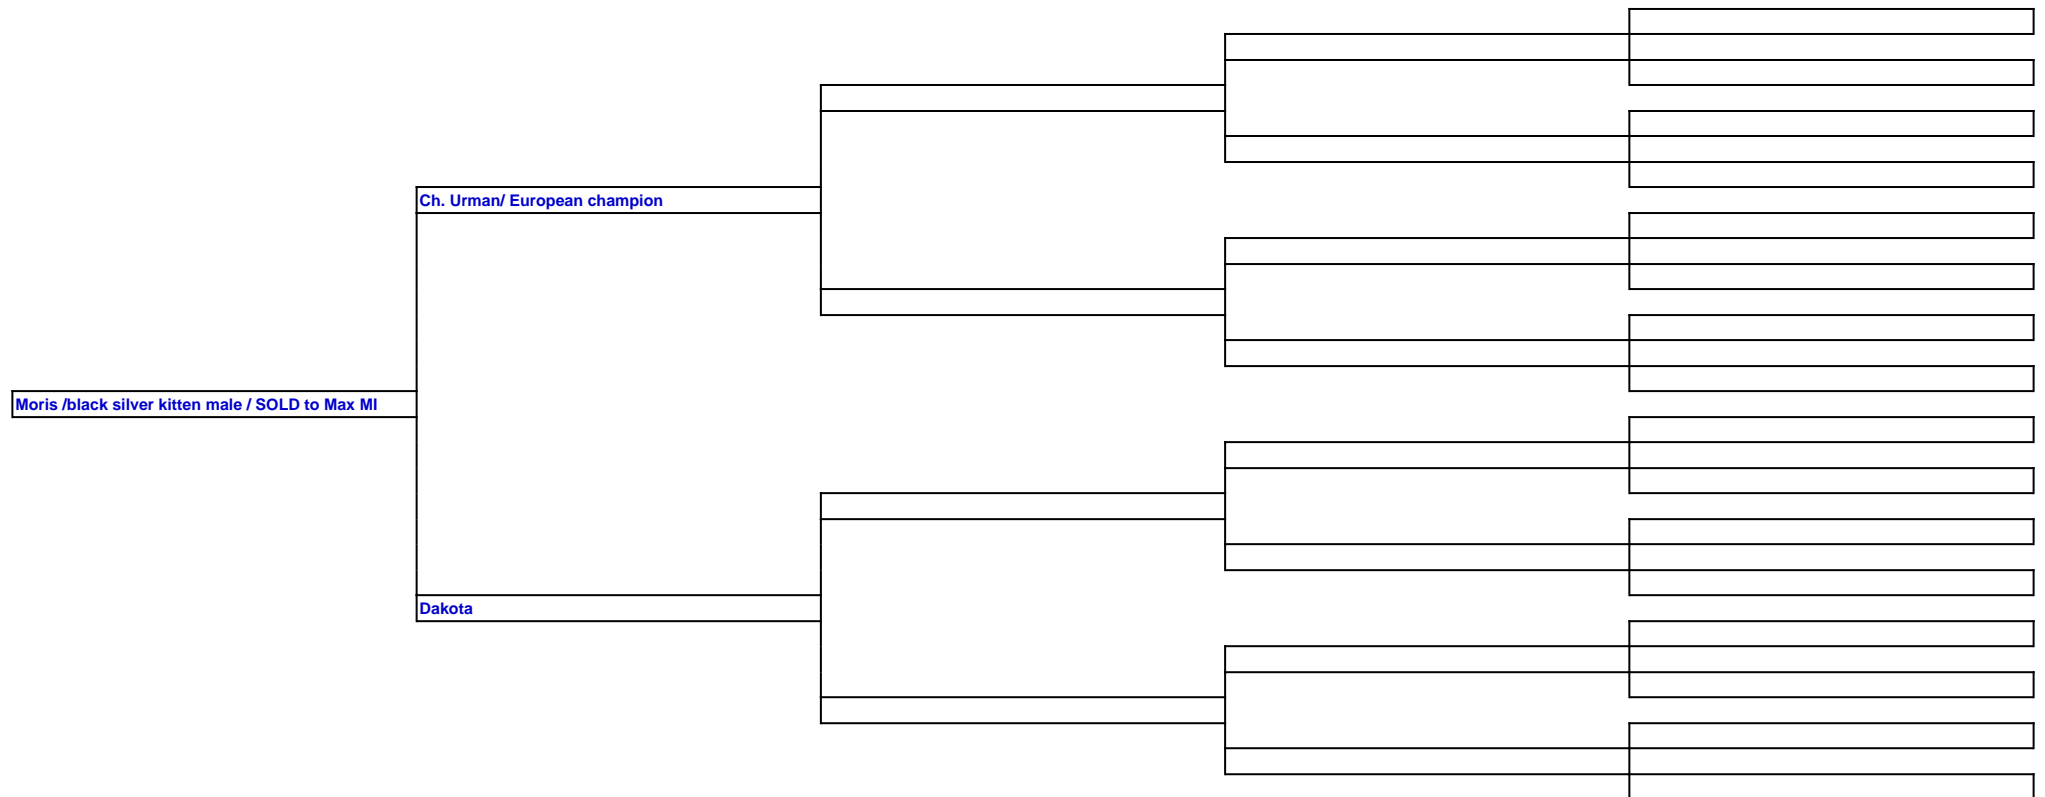 Ch. Urman/ European champion
Moris /black silver kitten male / SOLD to Max MI
Dakota